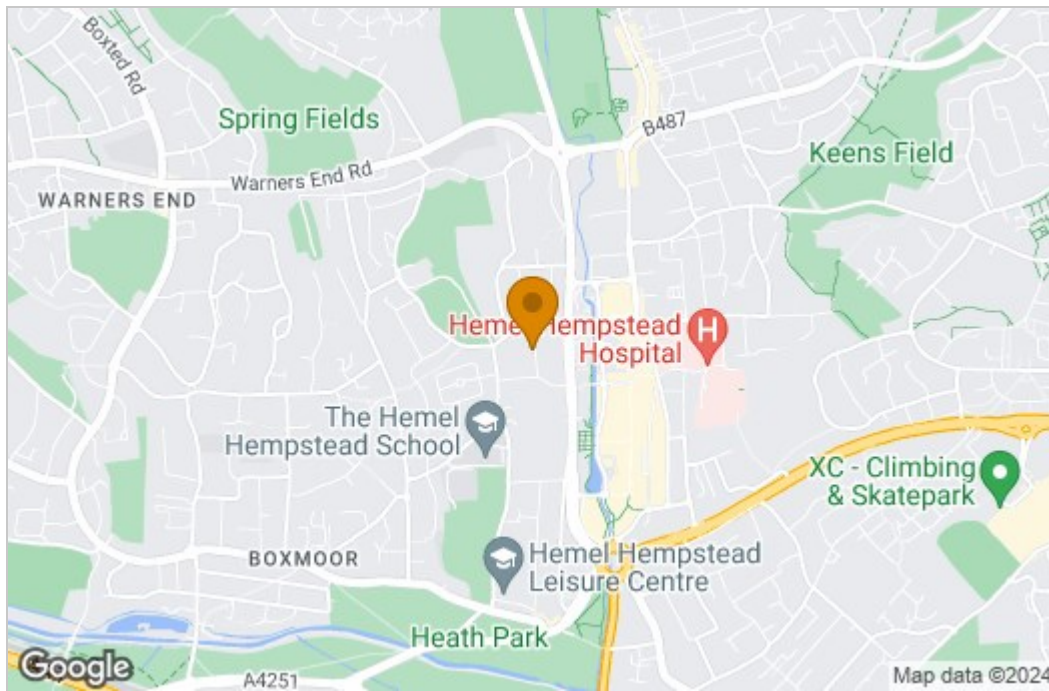 Boxted Rd
Spring Fields
B487
Keens Field
Warners End Rd
WARNERS END
Hemel Hempstead
Hospital
H
The Hemel
Hempstead School
XC - Climbing
& Skatepark
BOXMOOR
Hemel Hempstead
Leisure Centre
Heath Park
A4251
Google
Map data ©2024